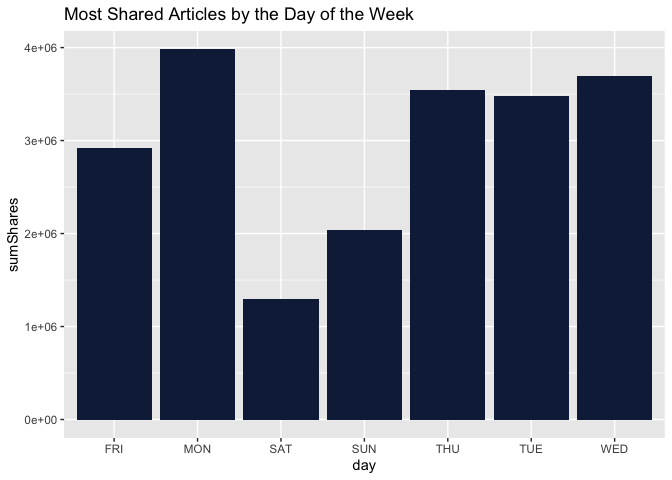 Most Shared Articles by the Day of the Week
4e+06
3e+06
2e+06
1e+06
0e+00
sumShares
FRI MON SAT SUN THU TUE WED
day